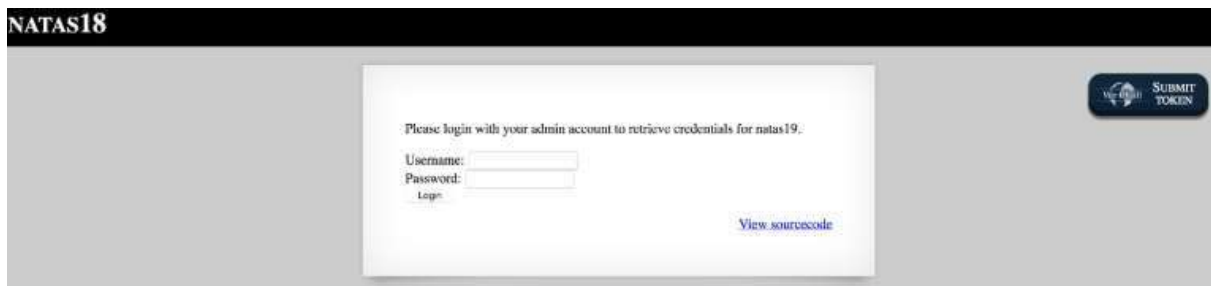 NATAS18
SUBMIT
TOKEN
Please login with your admin account to retrieve credentials for natas19.
Username:
Password:
Login
View sourcecode